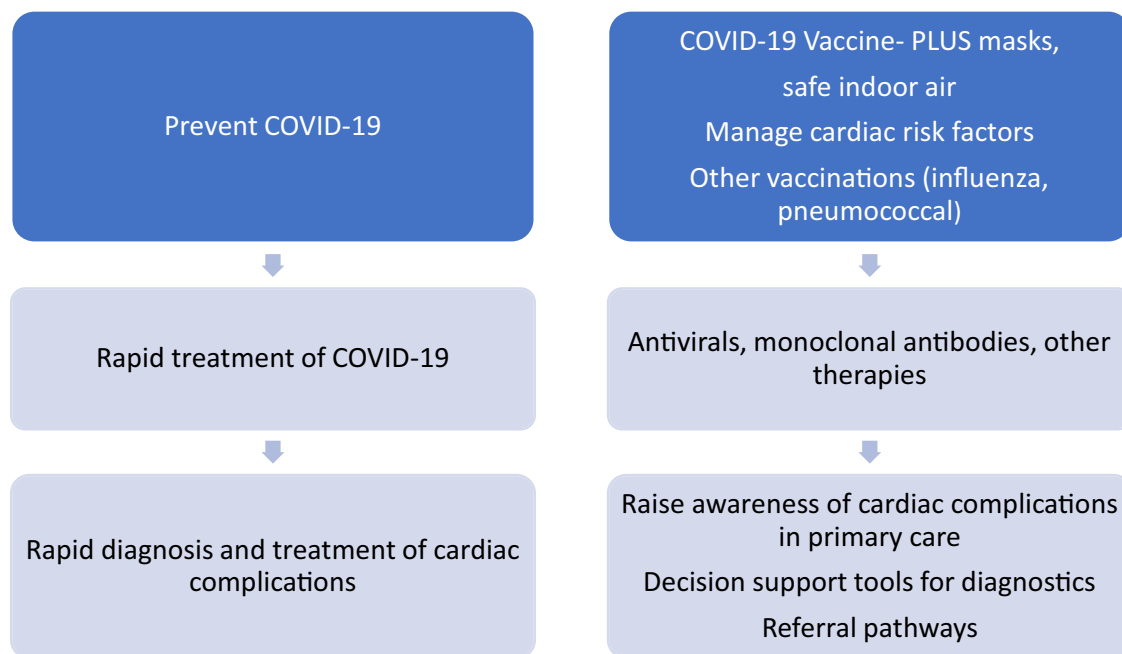 Prevent COVID-19
COVID-19 Vaccine- PLUS masks,
safe indoor air
Manage cardiac risk factors
Other vaccinations (influenza,
pneumococcal)
Rapid treatment of COVID-19
Antivirals, monoclonal antibodies, other
therapies
Rapid diagnosis and treatment of cardiac
complications
Raise awareness of cardiac complications
in primary care
Decision support tools for diagnostics
Referral pathways